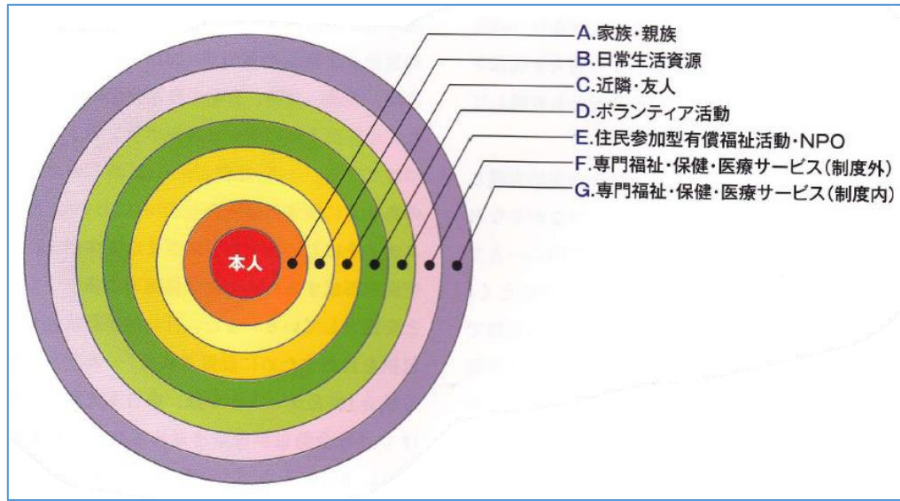 A.家族・親族
B.日常生活資源
C.近隣・友人
D.ボランティア活動
E.住民参加型有償福祉活動・NPO
F.専門福祉・保健・医療サービス(制度外)
G.専門福祉・保健・医療サービス(制度内)
本人